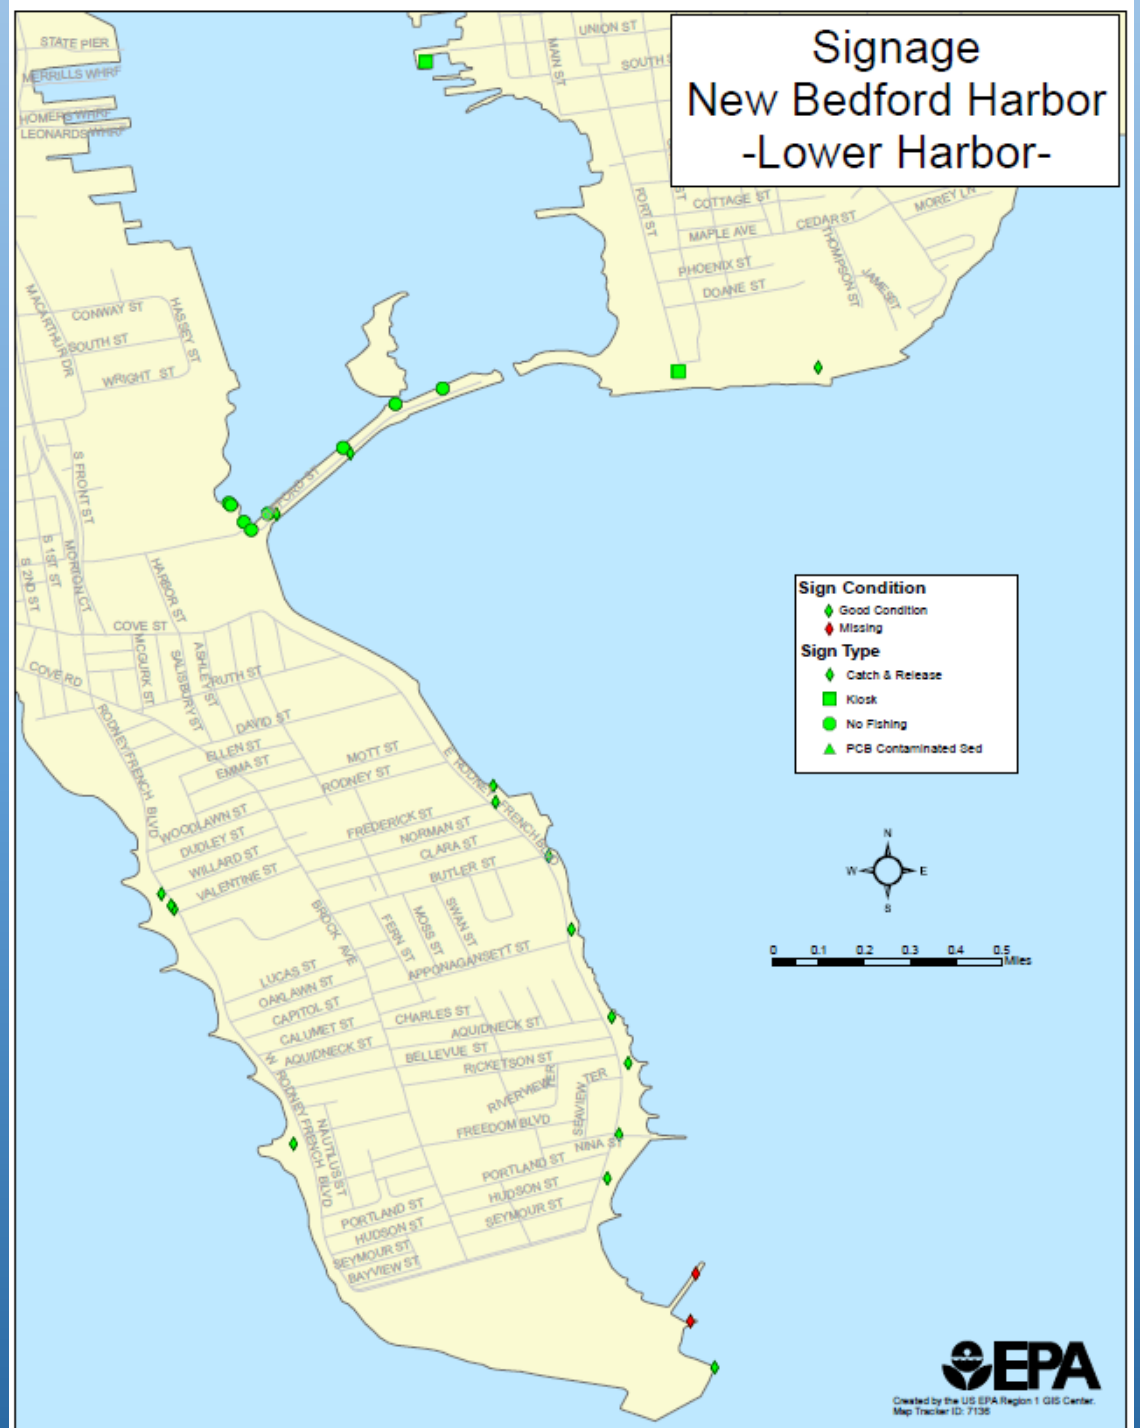 Signage
New Bedford Harbor
-Lower Harbor-
STATE PIER
MERRILLS WHRF
HOMERS WHRF
LEONARDS WHRF
UNION ST
MAIN ST
SOUTH S
FORT ST
ST
COTTAGE ST
MAPLE AVE
CEDAR ST
MOREY LN
THOMPSON ST
JAMES ET
PHOENIX ST
DOANE ST
MACARTHUR DR
CONWAY ST
HASSEY ST
SOUTH ST
WRIGHT ST
S FRONT ST
S 1ST ST
S 2ND ST
MORTON CT
FORD ST
HARBOR ST
COVE ST
MCGURK ST
SALISBURY ST
ASHLEY ST
RUTH ST
COVE RD
RODNEY FRENCH BLVD
DAVID ST
ELLEN ST
EMMA ST
MOTT ST
RODNEY ST
E RODNEY FRENCH BLVD
WOODLAWN ST
DUDLEY ST
WILLARD ST
VALENTINE ST
FREDERICK ST
NORMAN ST
CLARA ST
BUTLER ST
BROCK AVE
FERN ST
MOSS ST
SWAN ST
APPONAGANSETT ST
LUCAS ST
OAKLAWN ST
CAPITOL ST
CALUMET ST
AQUIDNECK ST
CHARLES ST
AQUIDNECK ST
BELLEVUE ST
RICKETSON ST
W RODNEY FRENCH BLVD
NAUTILUS ST
RIVERVIEW TER
SEAVIEW TER
FREEDOM BLVD
NINA ST
PORTLAND ST
HUDSON ST
SEYMOUR ST
PORTLAND ST
HUDSON ST
SEYMOUR ST
BAYVIEW ST
Sign Condition
Good Condition
Missing
Sign Type
Catch & Release
Kiosk
No Fishing
PCB Contaminated Sed
N
W E
S
0 0.1 0.2 0.3 0.4 0.5
Miles
EPA
Created by the US EPA Region 1 GIS Center.
Map Tracker ID: 7136